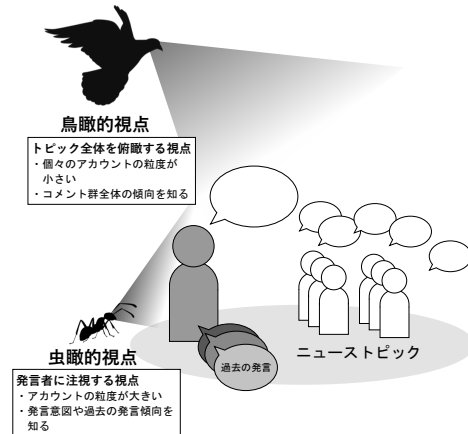 鳥瞰的視点
トピック全体を俯瞰する視点
・個々のアカウントの粒度が
小さい
・コメント群全体の傾向を知る
虫瞰的視点
発言者に注視する視点
・アカウントの粒度が大きい
・発言意図や過去の発言傾向を
知る
過去の発言
ニューストピック